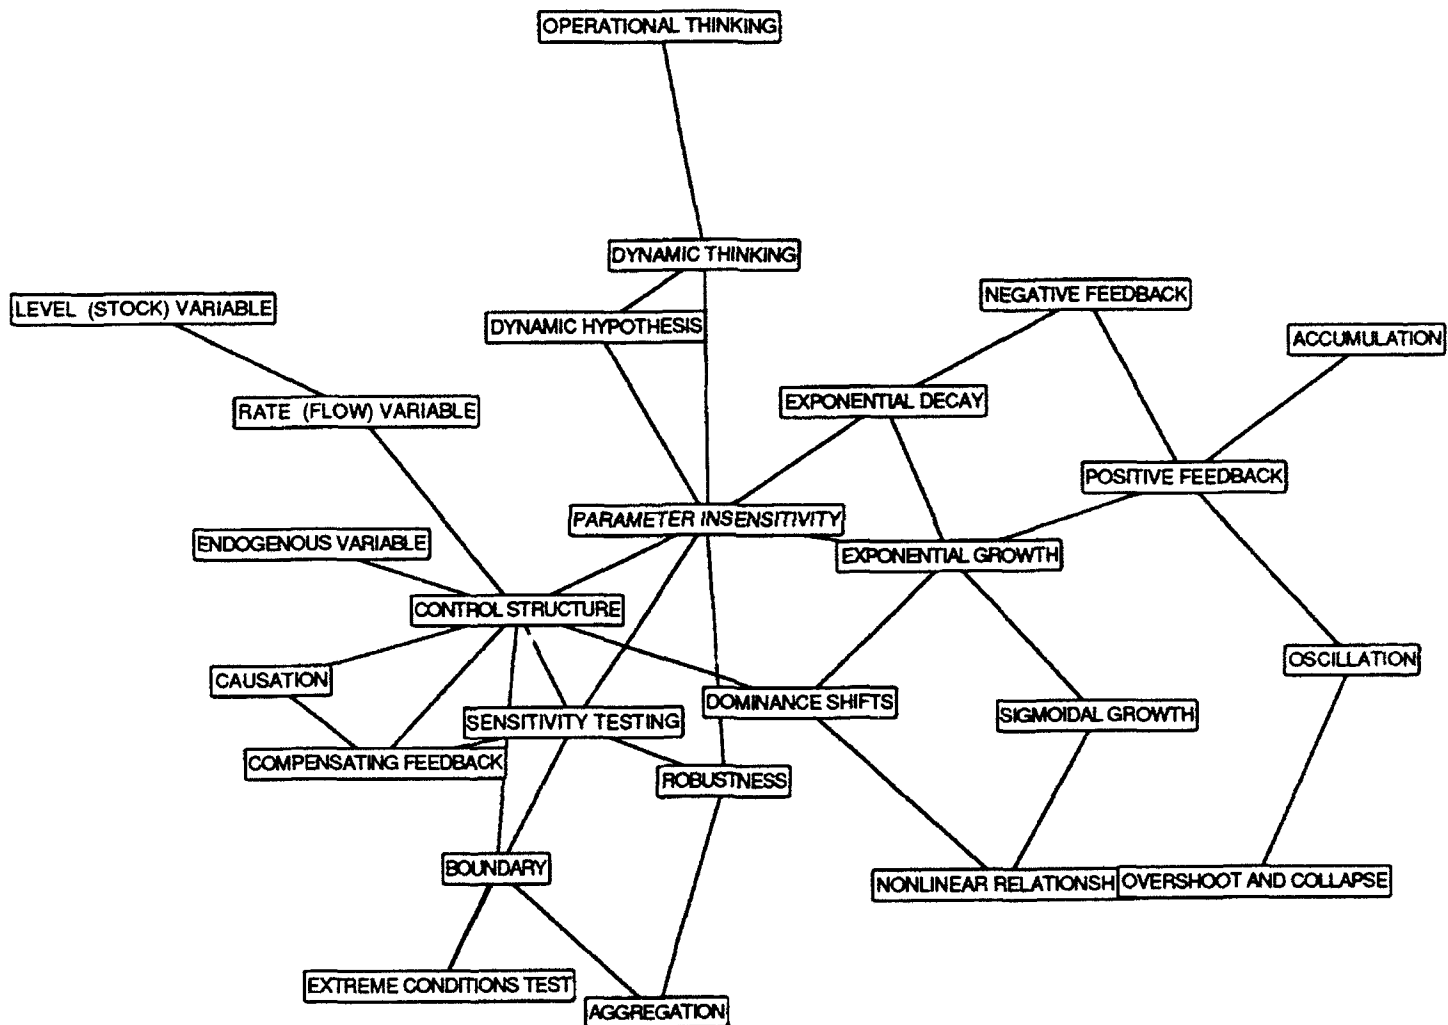 OPERATIONAL THINKING
DYNAMIC THINKING
NEGATIVE FEEDBACK
LEVEL (STOCK) VARIABLE
DYNAMIC HYPOTHESIS
ACCUMULATION
EXPONENTIAL DECAY
RATE (FLOW) VARIABLE
POSITIVE FEEDBACK
PARAMETER INSENSITIVITY
ENDOGENOUS VARIABLE
EXPONENTIAL GROWTH
CONTROL STRUCTURE
OSCILLATION
CAUSATION
DOMINANCE SHIFTS
SIGMOIDAL GROWTH
SENSITIVITY TESTING
COMPENSATING FEEDBACK
ROBUSTNESS
BOUNDARY
NONLINEAR RELATIONSH
OVERSHOOT AND COLLAPSE
EXTREME CONDITIONS TEST
AGGREGATION